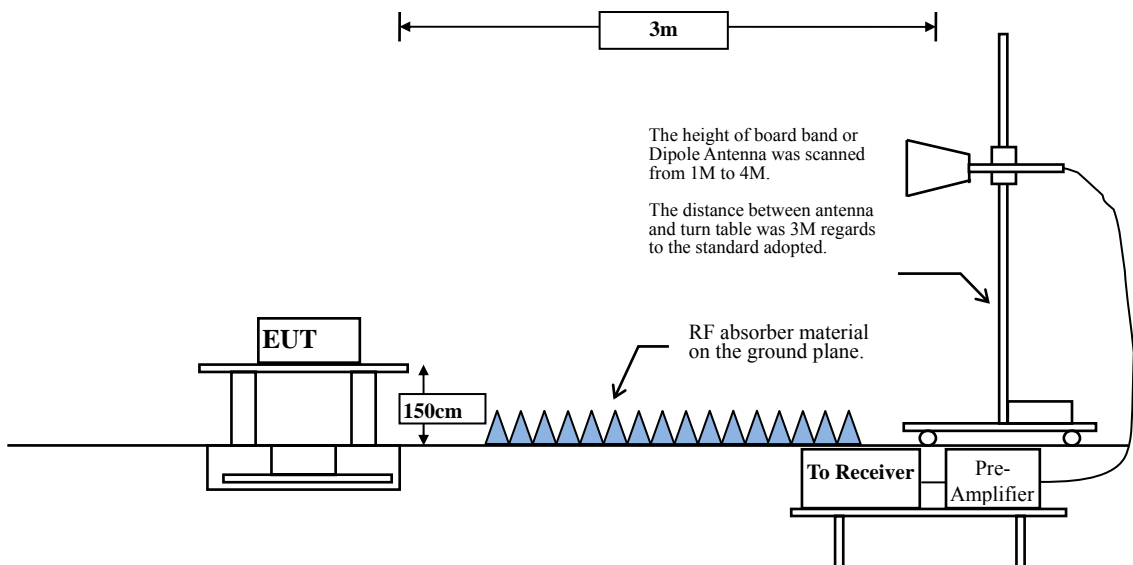 3m
The height of board band or
Dipole Antenna was scanned
from 1M to 4M.
The distance between antenna
and turn table was 3M regards
to the standard adopted.
EUT
RF absorber material
on the ground plane.
150cm
To Receiver
Pre-
Amplifier